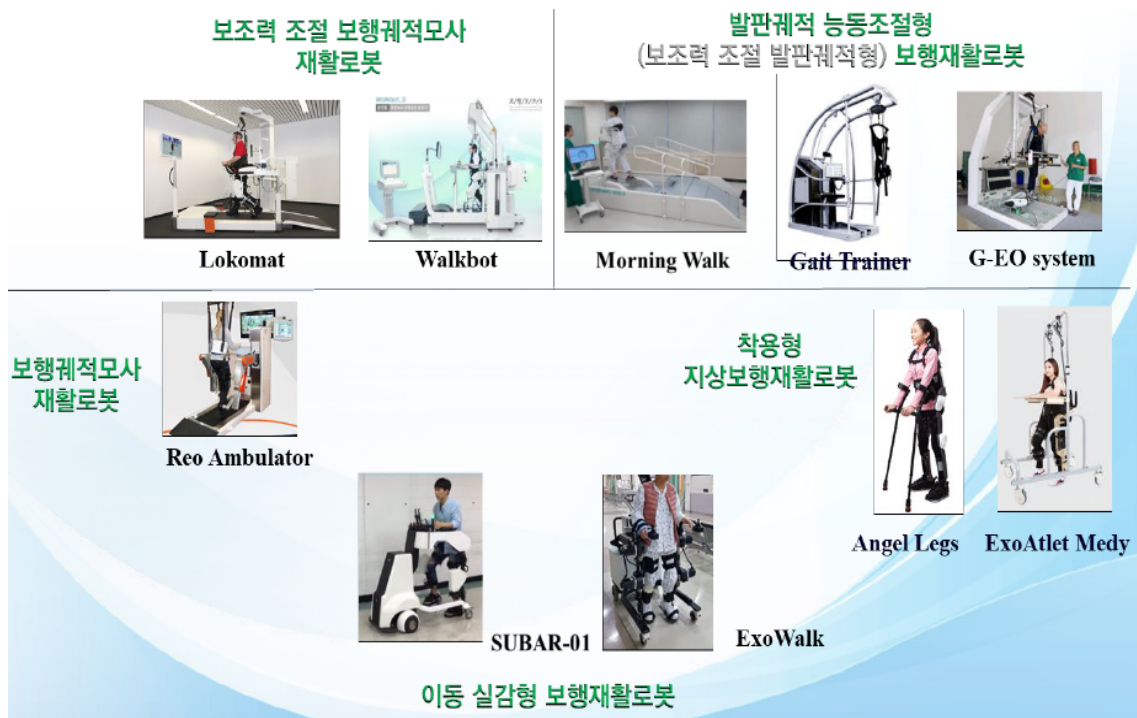 보조력 조절 보행궤적모사
재활로봇
발판궤적 능동조절형
(보조력 조절 발판궤적형) 보행재활로봇
Lokomat
Walkbot
Morning Walk
Gait Trainer
G-EO system
보행궤적모사
재활로봇
착용형
지상보행재활로봇
Reo Ambulator
Angel Legs
ExoAtlet Medy
SUBAR-01
ExoWalk
이동 실감형 보행재활로봇